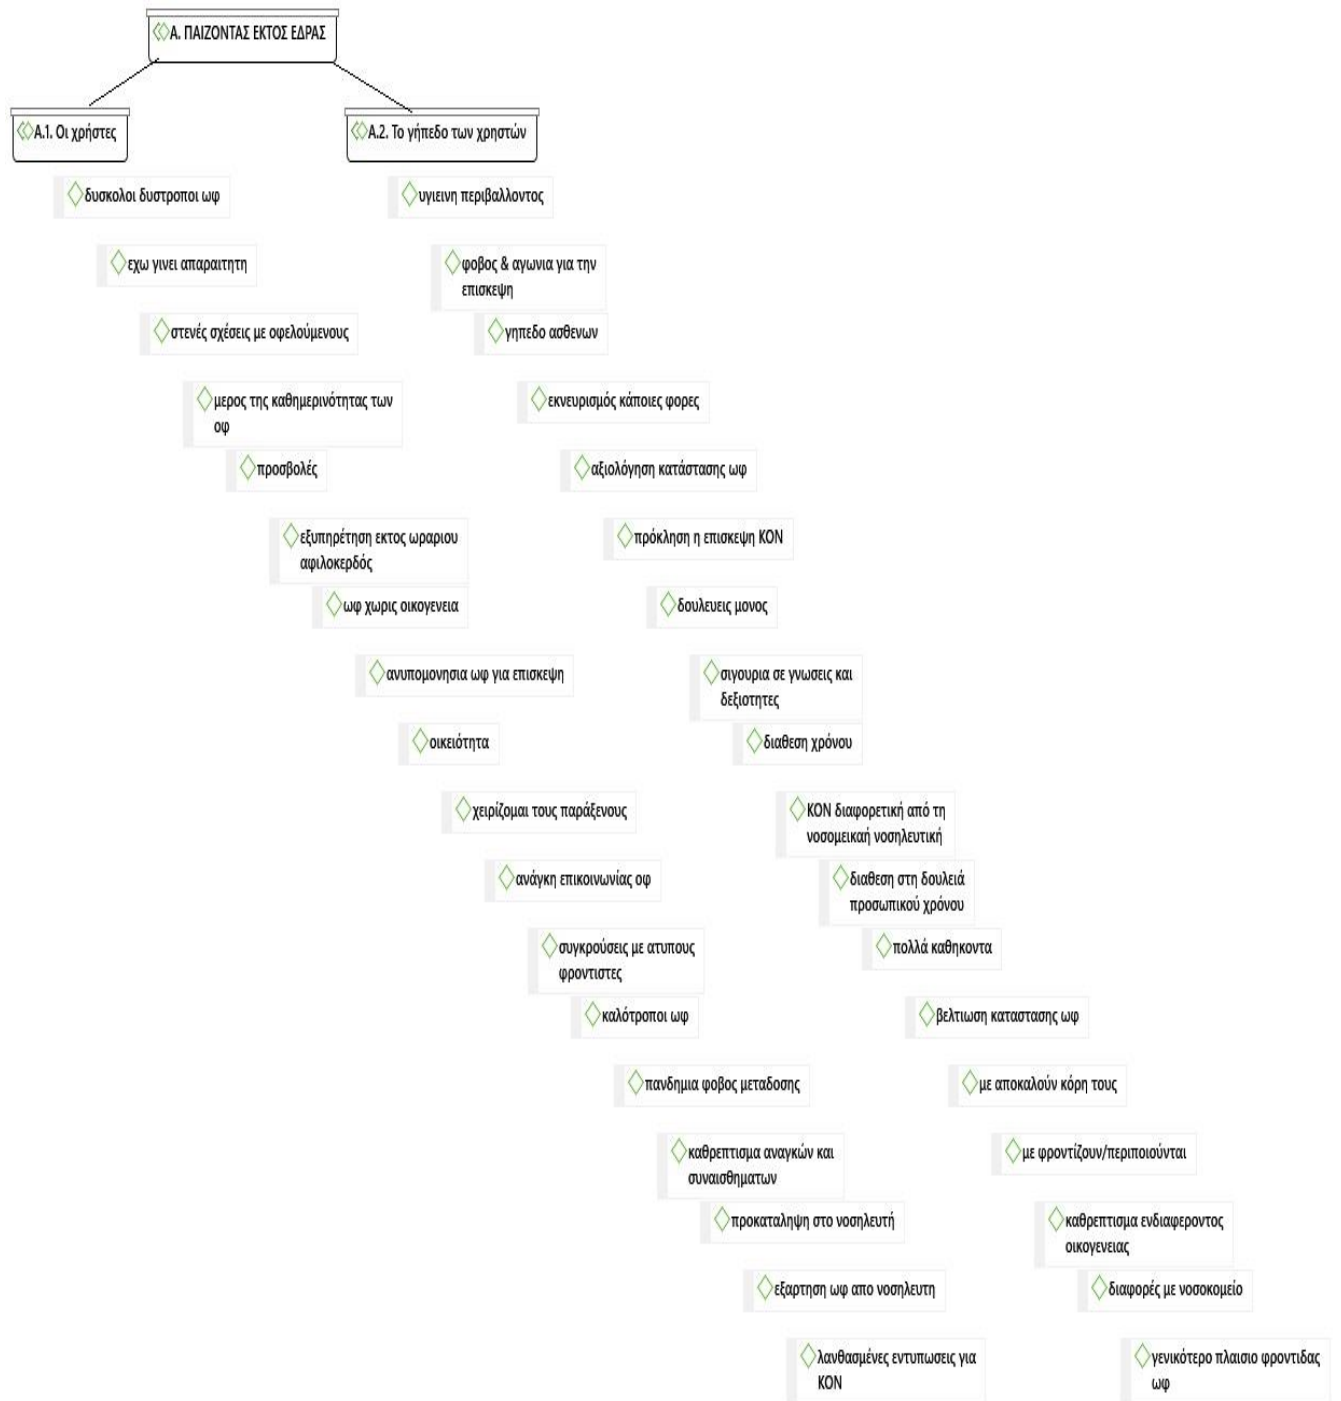 Α. ΠΑΙΖΟΝΤΑΣ ΕΚΤΟΣ ΕΔΡΑΣ
Α.1. Οι χρήστες
δυσκολοι δυστροποι ωφ
εχω γινει απαραιτητη
στενές σχέσεις με οφελούμενους
μερος της καθημερινότητας των
οφ
προσβολές
εξυπηρέτηση εκτος ωραριου
αφιλοκερδός
ωφ χωρις οικογενεια
ανυπομονησια ωφ για επισκεψη
οικειότητα
χειρίζομαι τους παράξενους
ανάγκη επικοινωνίας οφ
συγκρούσεις με ατυπους
φροντιστες
καλότροποι ωφ
πανδημια φοβος μεταδοσης
καθρεπτισμα αναγκών και
συναισθηματων
προκαταληψη στο νοσηλευτή
εξαρτηση ωφ απο νοσηλευτη
λανθασμένες εντυπωσεις για
ΚΟΝ
Α.2. Το γήπεδο των χρηστών
υγιεινη περιβαλλοντος
φοβος & αγωνια για την
επισκεψη
γηπεδο ασθενων
εκνευρισμός κάποιες φορες
αξιολόγηση κατάστασης ωφ
πρόκληση η επισκεψη ΚΟΝ
δουλευεις μονος
σιγουρια σε γνωσεις και
δεξιοτητες
διαθεση χρόνου
ΚΟΝ διαφορετική από τη
νοσομεικαή νοσηλευτική
διαθεση στη δουλειά
προσωπικού χρόνου
πολλά καθηκοντα
βελτιωση καταστασης ωφ
με αποκαλούν κόρη τους
με φροντίζουν/περιποιούνται
καθρεπτισμα ενδιαφεροντος
οικογενειας
διαφορές με νοσοκομείο
γενικότερο πλαισιο φροντιδας
ωφ